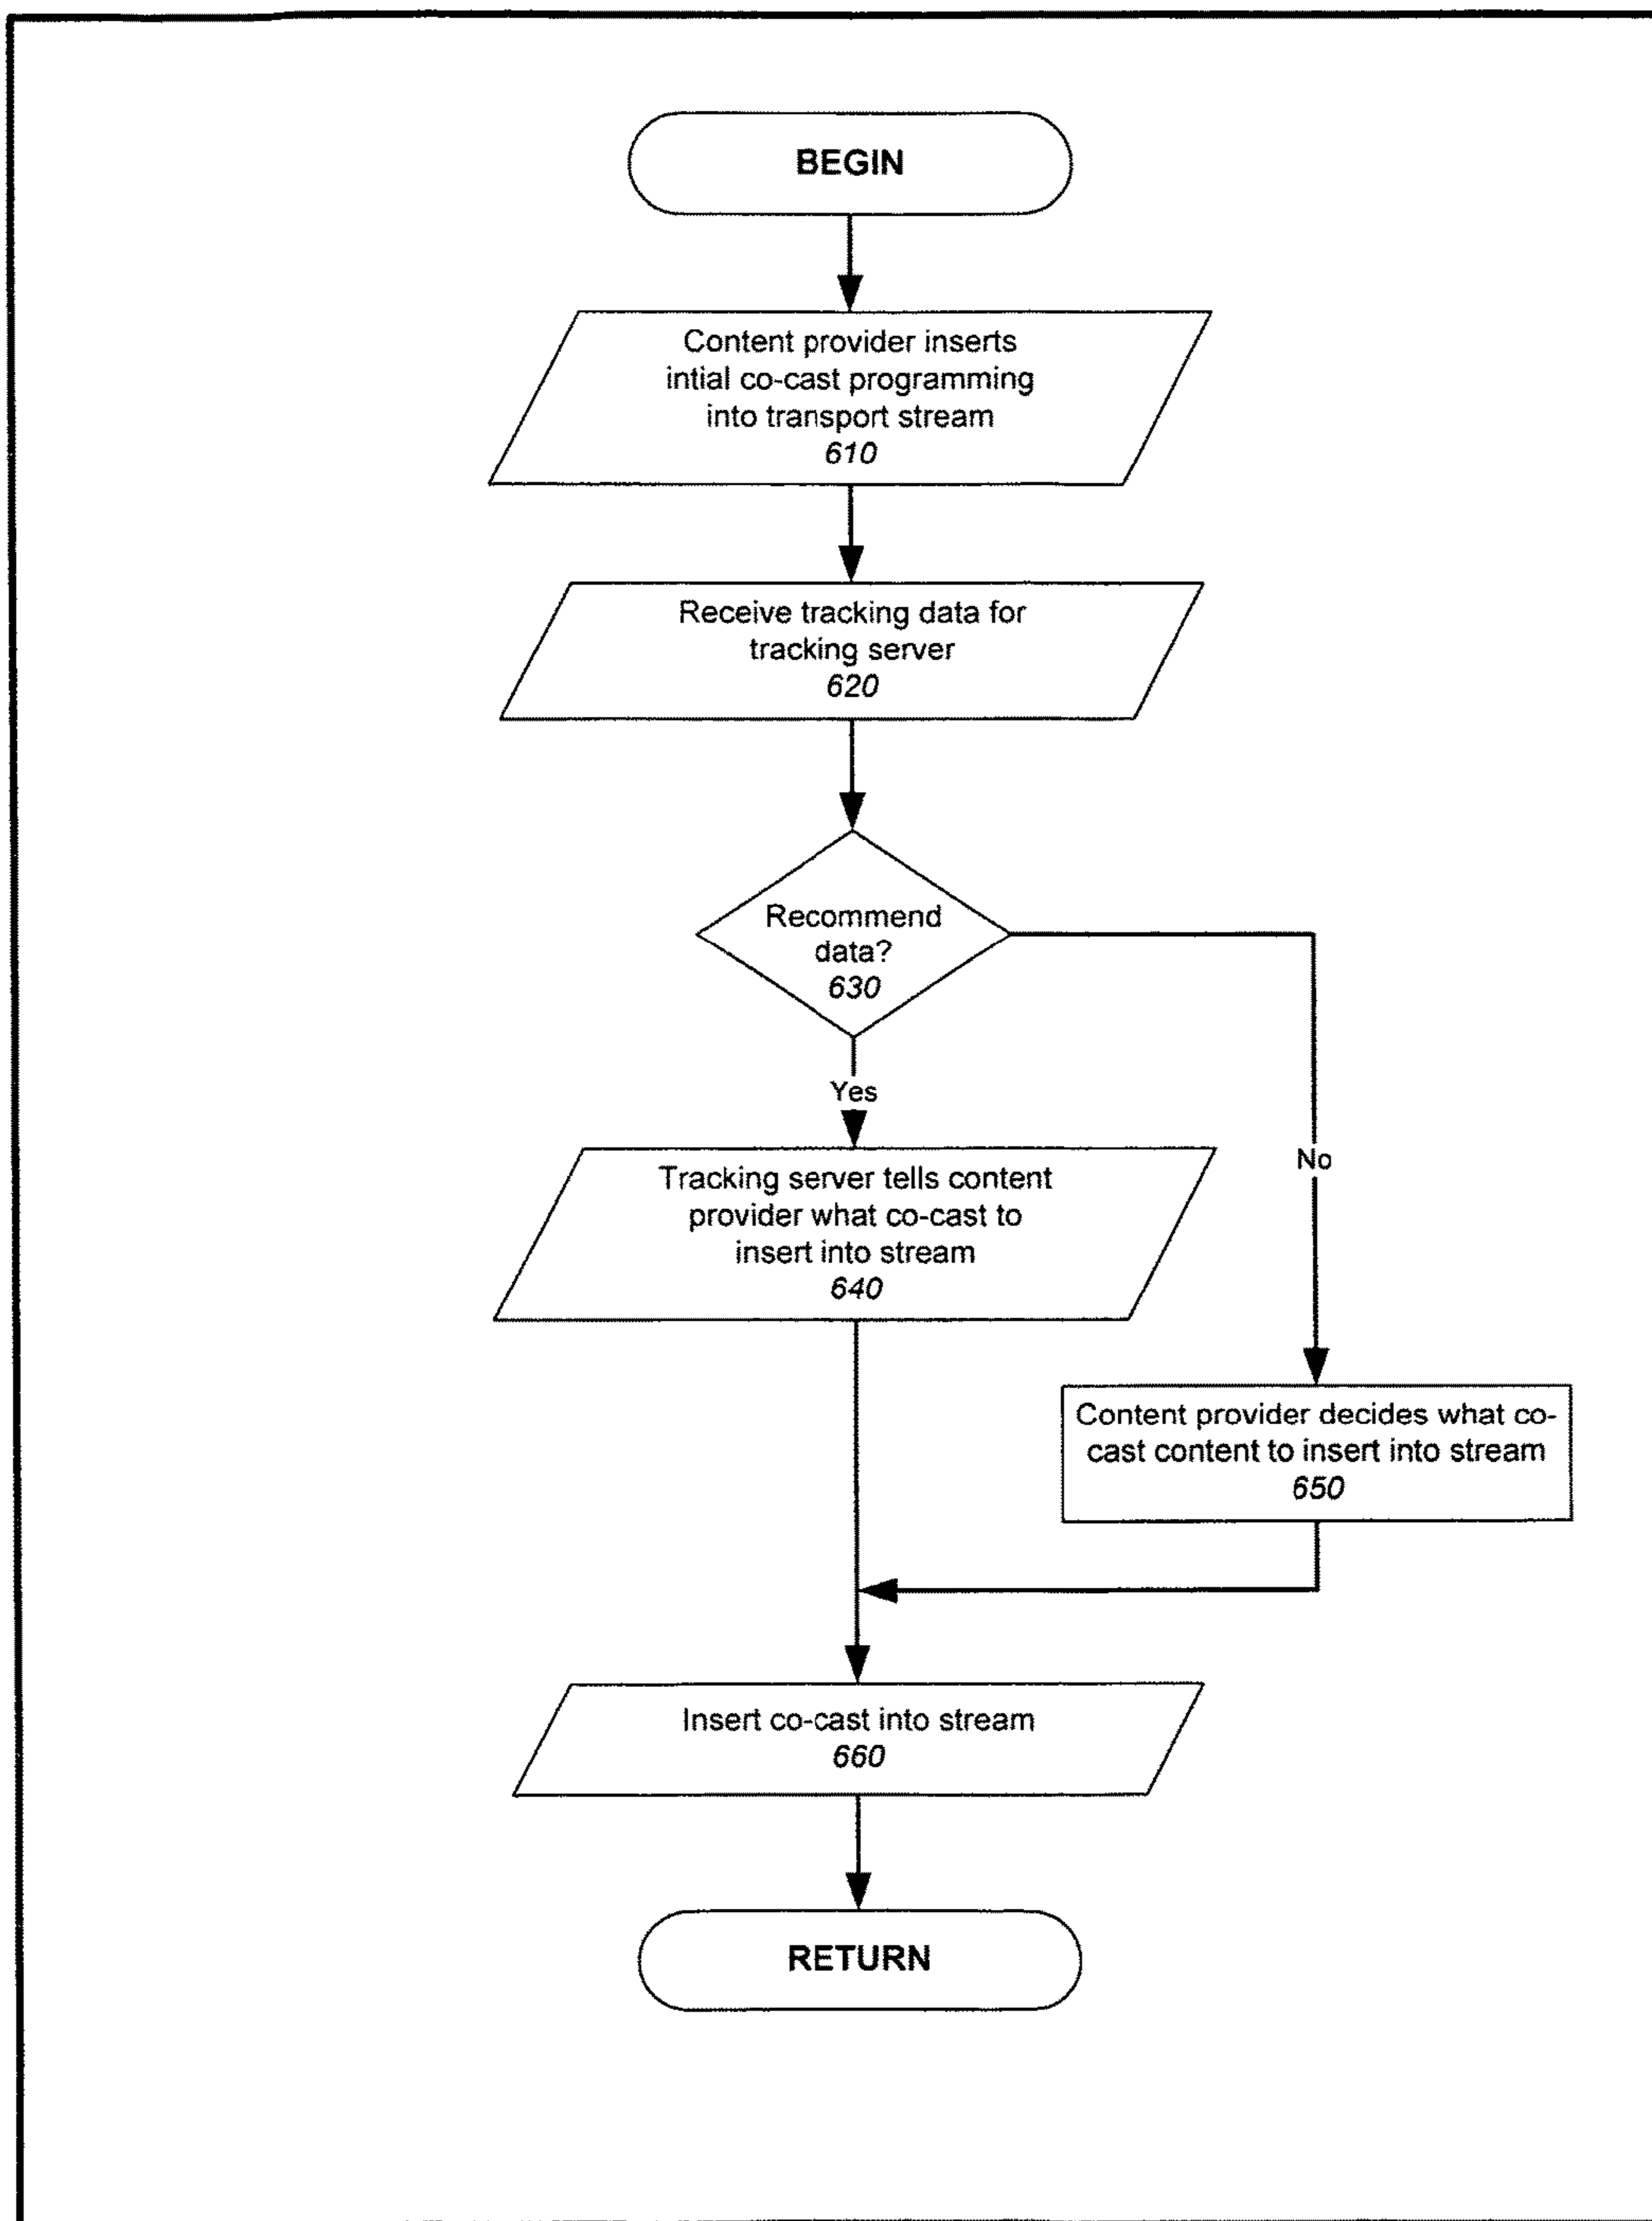 BEGIN
Content provider inserts
intial co-cast programming
into transport stream
610
Receive tracking data for
tracking server
620
Recommend
data?
630
Yes
No
Tracking server tells content
provider what co-cast to
insert into stream
640
Content provider decides what co-
cast content to insert into stream
650
Insert co-cast into stream
660
RETURN